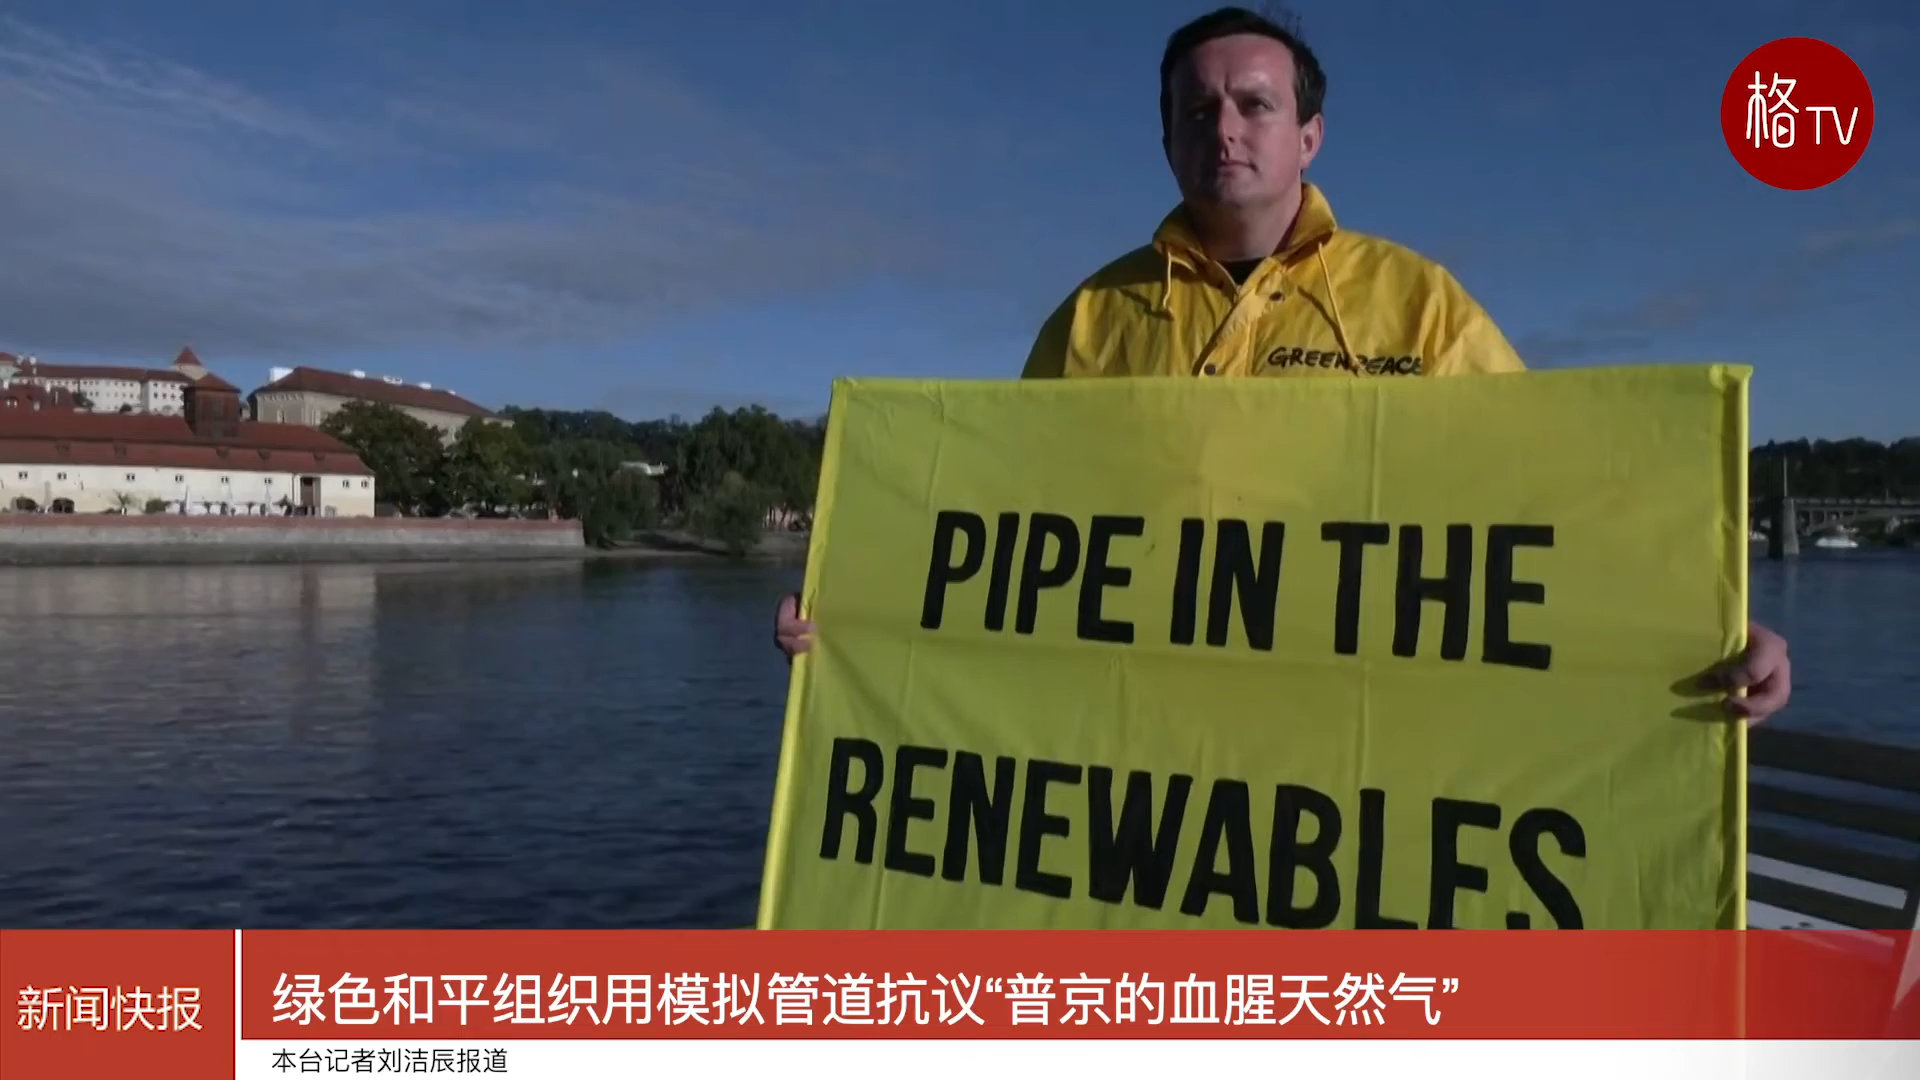 格TV
GREENPEACE
PIPE IN THE
RENEWABLES
新闻快报
绿色和平组织用模拟管道抗议“普京的血腥天然气”
本台记者刘洁辰报道